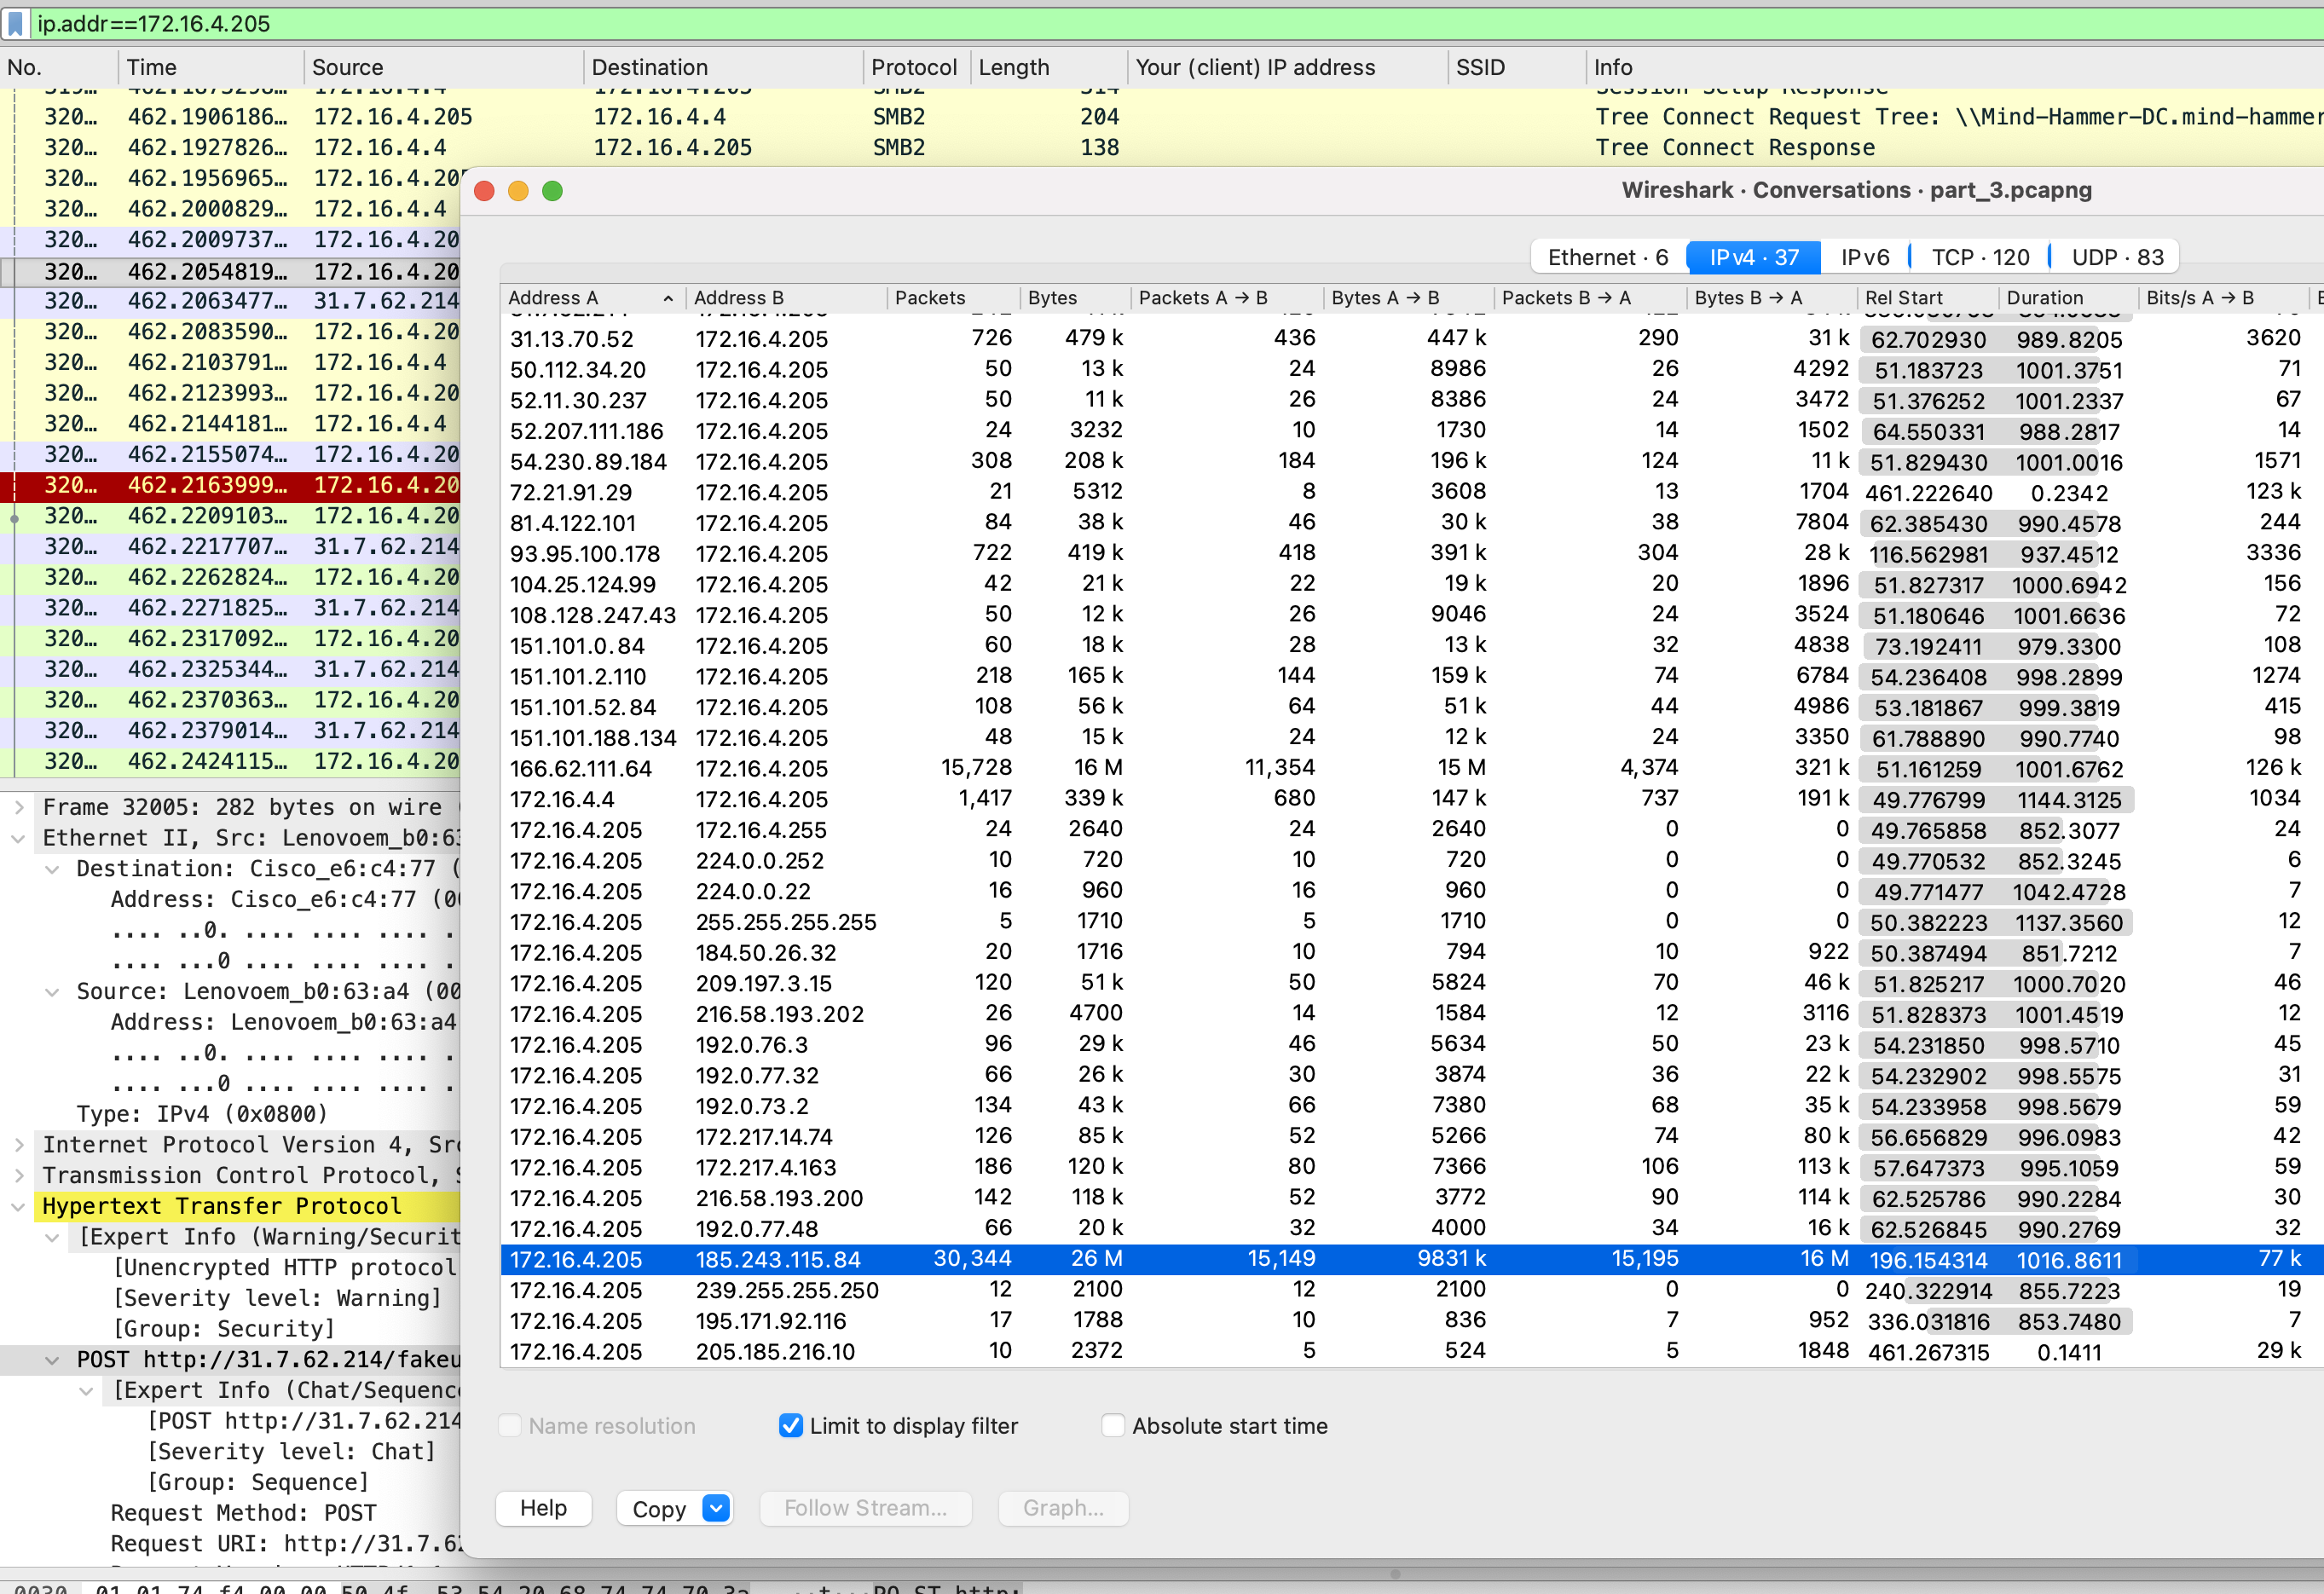 ip.addr==172.16.4.205
No. Time Source Destination Protocol Length Your (client) IP address SSID Info
320… 462.1906186… 172.16.4.205 172.16.4.4 SMB2 204 Tree Connect Request Tree: \\Mind-Hammer-DC.mind-hammer
320… 462.1927826… 172.16.4.4 172.16.4.205 SMB2 138 Tree Connect Response
320… 462.1956965… 172.16.4.20
320… 462.2000829… 172.16.4.4
320… 462.2009737… 172.16.4.20
320… 462.2054819… 172.16.4.20
320… 462.2063477… 31.7.62.214
320… 462.2083590… 172.16.4.20
320… 462.2103791… 172.16.4.4
320… 462.2123993… 172.16.4.20
320… 462.2144181… 172.16.4.4
320… 462.2155074… 172.16.4.20
320… 462.2163999… 172.16.4.20
320… 462.2209103… 172.16.4.20
320… 462.2217707… 31.7.62.214
320… 462.2262824… 172.16.4.20
320… 462.2271825… 31.7.62.214
320… 462.2317092… 172.16.4.20
320… 462.2325344… 31.7.62.214
320… 462.2370363… 172.16.4.20
320… 462.2379014… 31.7.62.214
320… 462.2424115… 172.16.4.20
Frame 32005: 282 bytes on wire
Ethernet II, Src: Lenovoem_b0:63
Destination: Cisco_e6:c4:77 (
Address: Cisco_e6:c4:77 (00
.... ..0. .... .... .... .
.... ...0 .... .... .... .
Source: Lenovoem_b0:63:a4 (00
Address: Lenovoem_b0:63:a4
.... ..0. .... .... .... .
.... ...0 .... .... .... .
Type: IPv4 (0x0800)
Internet Protocol Version 4, Src
Transmission Control Protocol, S
Hypertext Transfer Protocol
[Expert Info (Warning/Securit
[Unencrypted HTTP protocol
[Severity level: Warning]
[Group: Security]
POST http://31.7.62.214/fakeu
[Expert Info (Chat/Sequence
[POST http://31.7.62.214
[Severity level: Chat]
[Group: Sequence]
Request Method: POST
Request URI: http://31.7.62
Wireshark · Conversations · part_3.pcapng
Ethernet · 6 IPv4 · 37 IPv6 TCP · 120 UDP · 83
Address A Address B Packets Bytes Packets A → B Bytes A → B Packets B → A Bytes B → A Rel Start Duration Bits/s A → B
31.13.70.52 172.16.4.205 726 479 k 436 447 k 290 31 k 62.702930 989.8205 3620
50.112.34.20 172.16.4.205 50 13 k 24 8986 26 4292 51.183723 1001.3751 71
52.11.30.237 172.16.4.205 50 11 k 26 8386 24 3472 51.376252 1001.2337 67
52.207.111.186 172.16.4.205 24 3232 10 1730 14 1502 64.550331 988.2817 14
54.230.89.184 172.16.4.205 308 208 k 184 196 k 124 11 k 51.829430 1001.0016 1571
72.21.91.29 172.16.4.205 21 5312 8 3608 13 1704 461.222640 0.2342 123 k
81.4.122.101 172.16.4.205 84 38 k 46 30 k 38 7804 62.385430 990.4578 244
93.95.100.178 172.16.4.205 722 419 k 418 391 k 304 28 k 116.562981 937.4512 3336
104.25.124.99 172.16.4.205 42 21 k 22 19 k 20 1896 51.827317 1000.6942 156
108.128.247.43 172.16.4.205 50 12 k 26 9046 24 3524 51.180646 1001.6636 72
151.101.0.84 172.16.4.205 60 18 k 28 13 k 32 4838 73.192411 979.3300 108
151.101.2.110 172.16.4.205 218 165 k 144 159 k 74 6784 54.236408 998.2899 1274
151.101.52.84 172.16.4.205 108 56 k 64 51 k 44 4986 53.181867 999.3819 415
151.101.188.134 172.16.4.205 48 15 k 24 12 k 24 3350 61.788890 990.7740 98
166.62.111.64 172.16.4.205 15,728 16 M 11,354 15 M 4,374 321 k 51.161259 1001.6762 126 k
172.16.4.4 172.16.4.205 1,417 339 k 680 147 k 737 191 k 49.776799 1144.3125 1034
172.16.4.205 172.16.4.255 24 2640 24 2640 0 0 49.765858 852.3077 24
172.16.4.205 224.0.0.252 10 720 10 720 0 0 49.770532 852.3245 6
172.16.4.205 224.0.0.22 16 960 16 960 0 0 49.771477 1042.4728 7
172.16.4.205 255.255.255.255 5 1710 5 1710 0 0 50.382223 1137.3560 12
172.16.4.205 184.50.26.32 20 1716 10 794 10 922 50.387494 851.7212 7
172.16.4.205 209.197.3.15 120 51 k 50 5824 70 46 k 51.825217 1000.7020 46
172.16.4.205 216.58.193.202 26 4700 14 1584 12 3116 51.828373 1001.4519 12
172.16.4.205 192.0.76.3 96 29 k 46 5634 50 23 k 54.231850 998.5710 45
172.16.4.205 192.0.77.32 66 26 k 30 3874 36 22 k 54.232902 998.5575 31
172.16.4.205 192.0.73.2 134 43 k 66 7380 68 35 k 54.233958 998.5679 59
172.16.4.205 172.217.14.74 126 85 k 52 5266 74 80 k 56.656829 996.0983 42
172.16.4.205 172.217.4.163 186 120 k 80 7366 106 113 k 57.647373 995.1059 59
172.16.4.205 216.58.193.200 142 118 k 52 3772 90 114 k 62.525786 990.2284 30
172.16.4.205 192.0.77.48 66 20 k 32 4000 34 16 k 62.526845 990.2769 32
172.16.4.205 185.243.115.84 30,344 26 M 15,149 9831 k 15,195 16 M 196.154314 1016.8611 77 k
172.16.4.205 239.255.255.250 12 2100 12 2100 0 0 240.322914 855.7223 19
172.16.4.205 195.171.92.116 17 1788 10 836 7 952 336.031816 853.7480 7
172.16.4.205 205.185.216.10 10 2372 5 524 5 1848 461.267315 0.1411 29 k
Name resolution Limit to display filter Absolute start time
Help Copy Follow Stream… Graph…